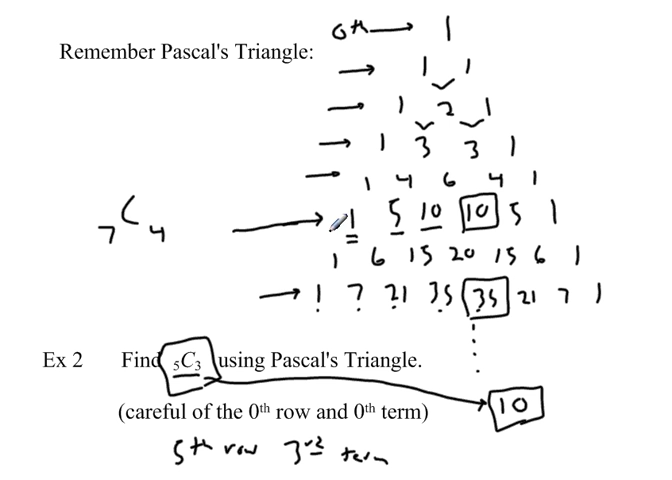 0th → 1
Remember Pascal's Triangle:
→ 1 1
→ 1 2 1
→ 1 3 3 1
→ 1 4 6 4 1
₇C₄ → 1 5 10 10 5 1
1 6 15 20 15 6 1
→ 1 7 21 35 35 21 7 1
Ex 2 Find ₅C₃ using Pascal's Triangle.
10
(careful of the 0ᵗʰ row and 0ᵗʰ term)
5th row 3rd term